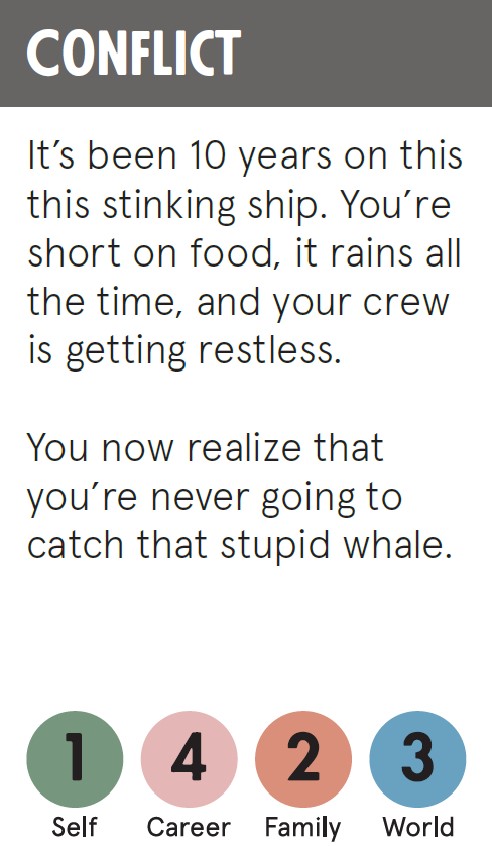 CONFLICT
It's been 10 years on this
this stinking ship. You're
short on food, it rains all
the time, and your crew
is getting restless.
You now realize that
you're never going to
catch that stupid whale.
1 4 2 3
Self Career Family World